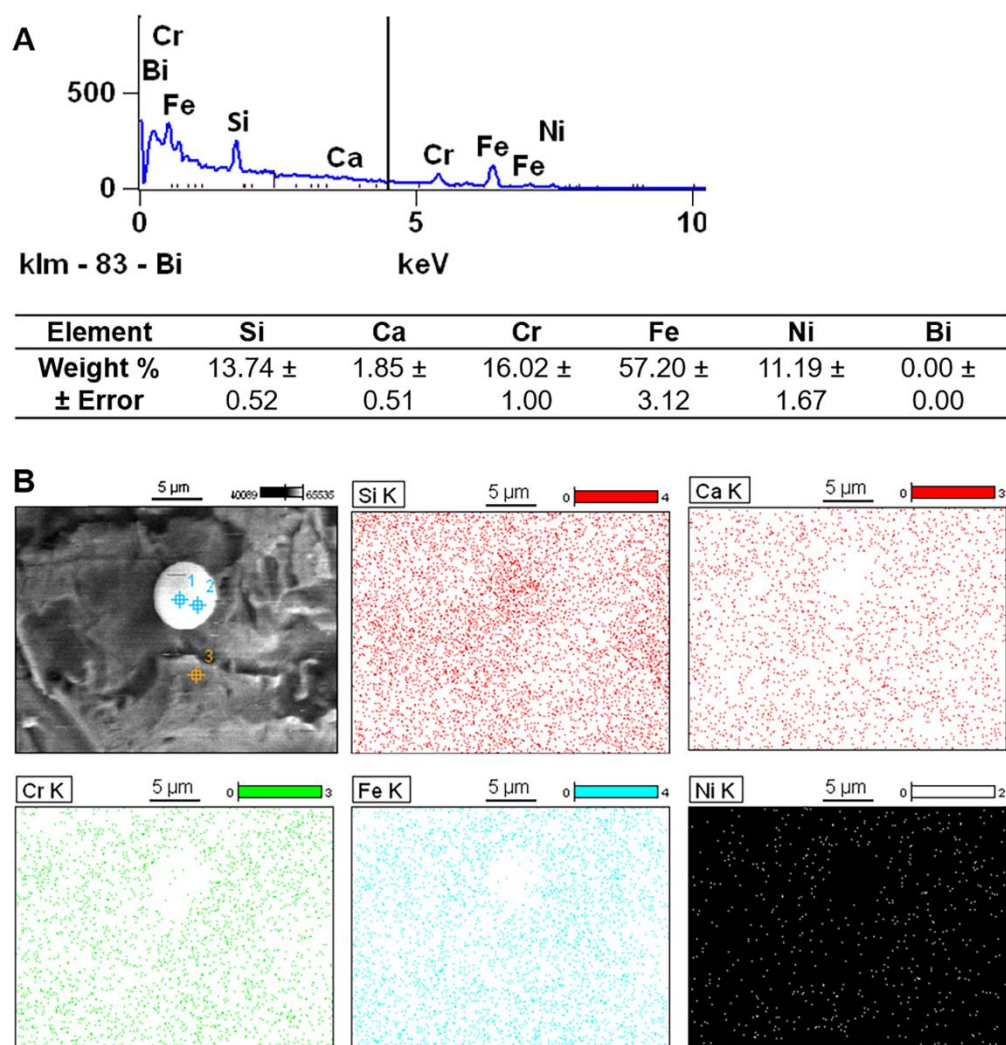 A
Cr
Bi
500
Fe
Si
Ca
Cr
Fe
Fe
Ni
0
0
5
10
klm - 83 - Bi
keV
Element Si Ca Cr Fe Ni Bi
Weight % 13.74 ± 1.85 ± 16.02 ± 57.20 ± 11.19 ± 0.00 ±
± Error 0.52 0.51 1.00 3.12 1.67 0.00
B
5 µm
40089 65535
1
2
3
Si K 5 µm 0 4
Ca K 5 µm 0 3
Cr K 5 µm 0 3
Fe K 5 µm 0 4
Ni K 5 µm 0 2